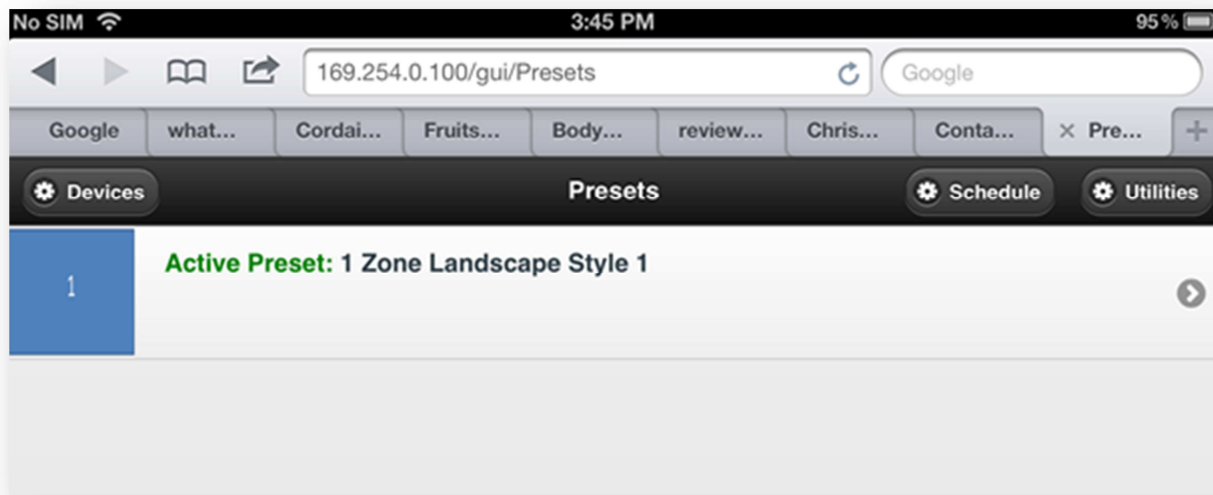 No SIM 3:45 PM 95%
169.254.0.100/gui/Presets Google
Google what... Cordai... Fruits... Body... review... Chris... Conta... Pre...
Devices Presets Schedule Utilities
Active Preset: 1 Zone Landscape Style 1
1